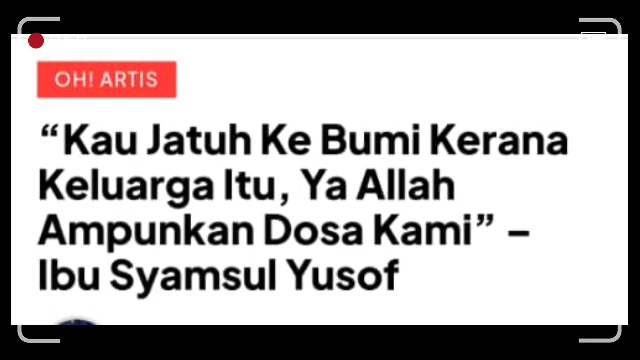 OH! ARTIS
“Kau Jatuh Ke Bumi Kerana
Keluarga Itu, Ya Allah
Ampunkan Dosa Kami” –
Ibu Syamsul Yusof